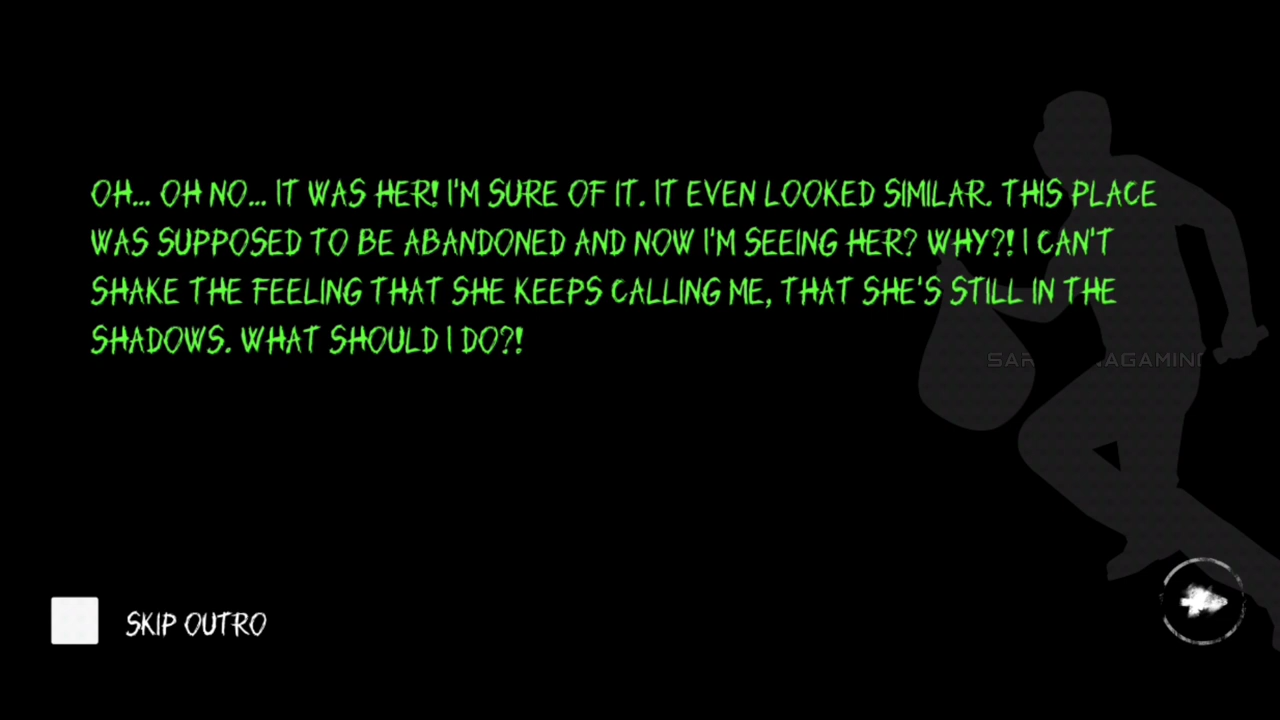 OH... OH NO... IT WAS HER! I'M SURE OF IT. IT EVEN LOOKED SIMILAR. THIS PLACE
WAS SUPPOSED TO BE ABANDONED AND NOW I'M SEEING HER? WHY?! I CAN'T
SHAKE THE FEELING THAT SHE KEEPS CALLING ME, THAT SHE'S STILL IN THE
SHADOWS. WHAT SHOULD I DO?!
SKIP OUTRO